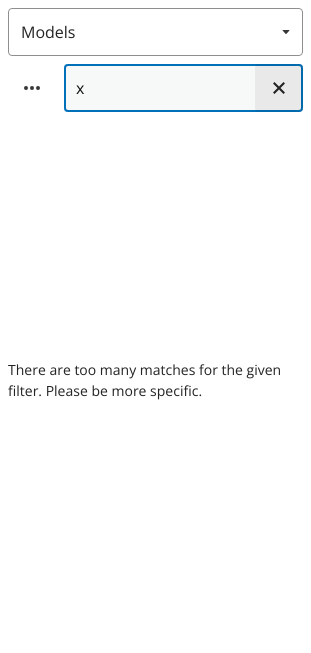 Models
x
There are too many matches for the given
filter. Please be more specific.